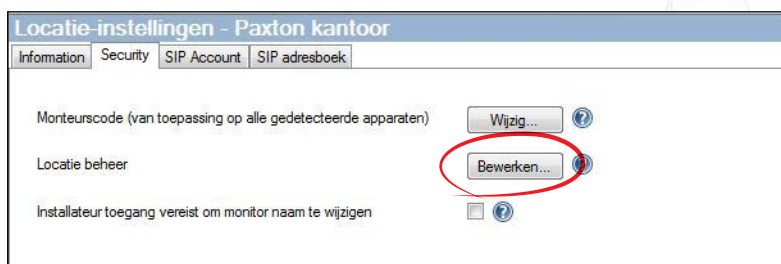 Locatie-instellingen - Paxton kantoor
Information Security SIP Account SIP adresboek
Monteurscode (van toepassing op alle gedetecteerde apparaten) Wijzig... ?
Locatie beheer Bewerken... ?
Installateur toegang vereist om monitor naam te wijzigen ?